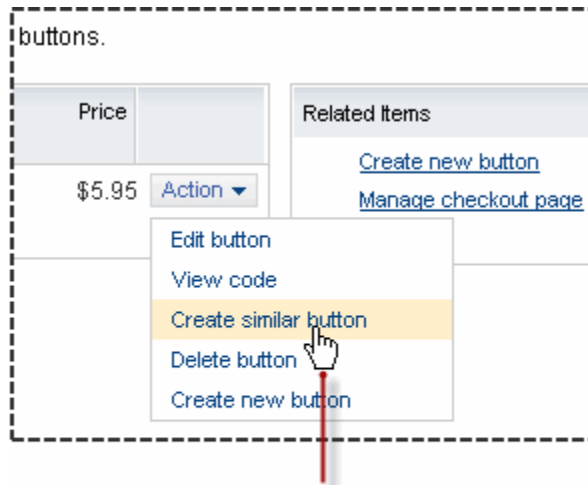 buttons.
Price
Related Items
Create new button
Manage checkout page
$5.95 Action
Edit button
View code
Create similar button
Delete button
Create new button